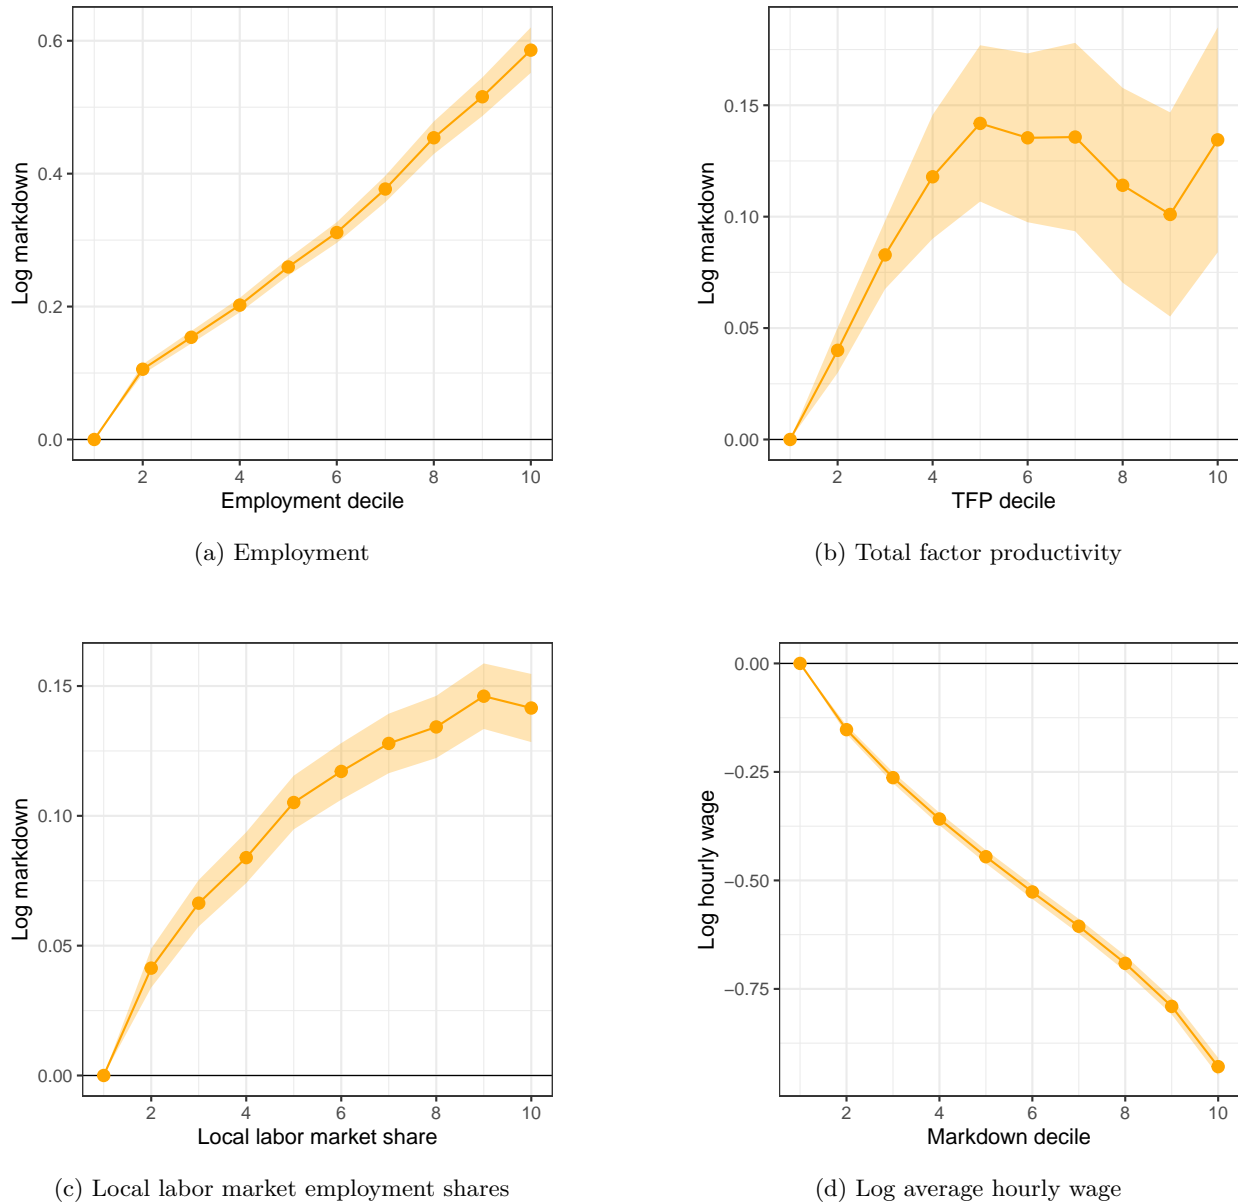 0.6
0.4
0.2
0.0
Log markdown
2 4 6 8 10
Employment decile
(a) Employment
0.15
0.10
0.05
0.00
Log markdown
2 4 6 8 10
TFP decile
(b) Total factor productivity
0.15
0.10
0.05
0.00
Log markdown
2 4 6 8 10
Local labor market share
(c) Local labor market employment shares
0.00
−0.25
−0.50
−0.75
Log hourly wage
2 4 6 8 10
Markdown decile
(d) Log average hourly wage